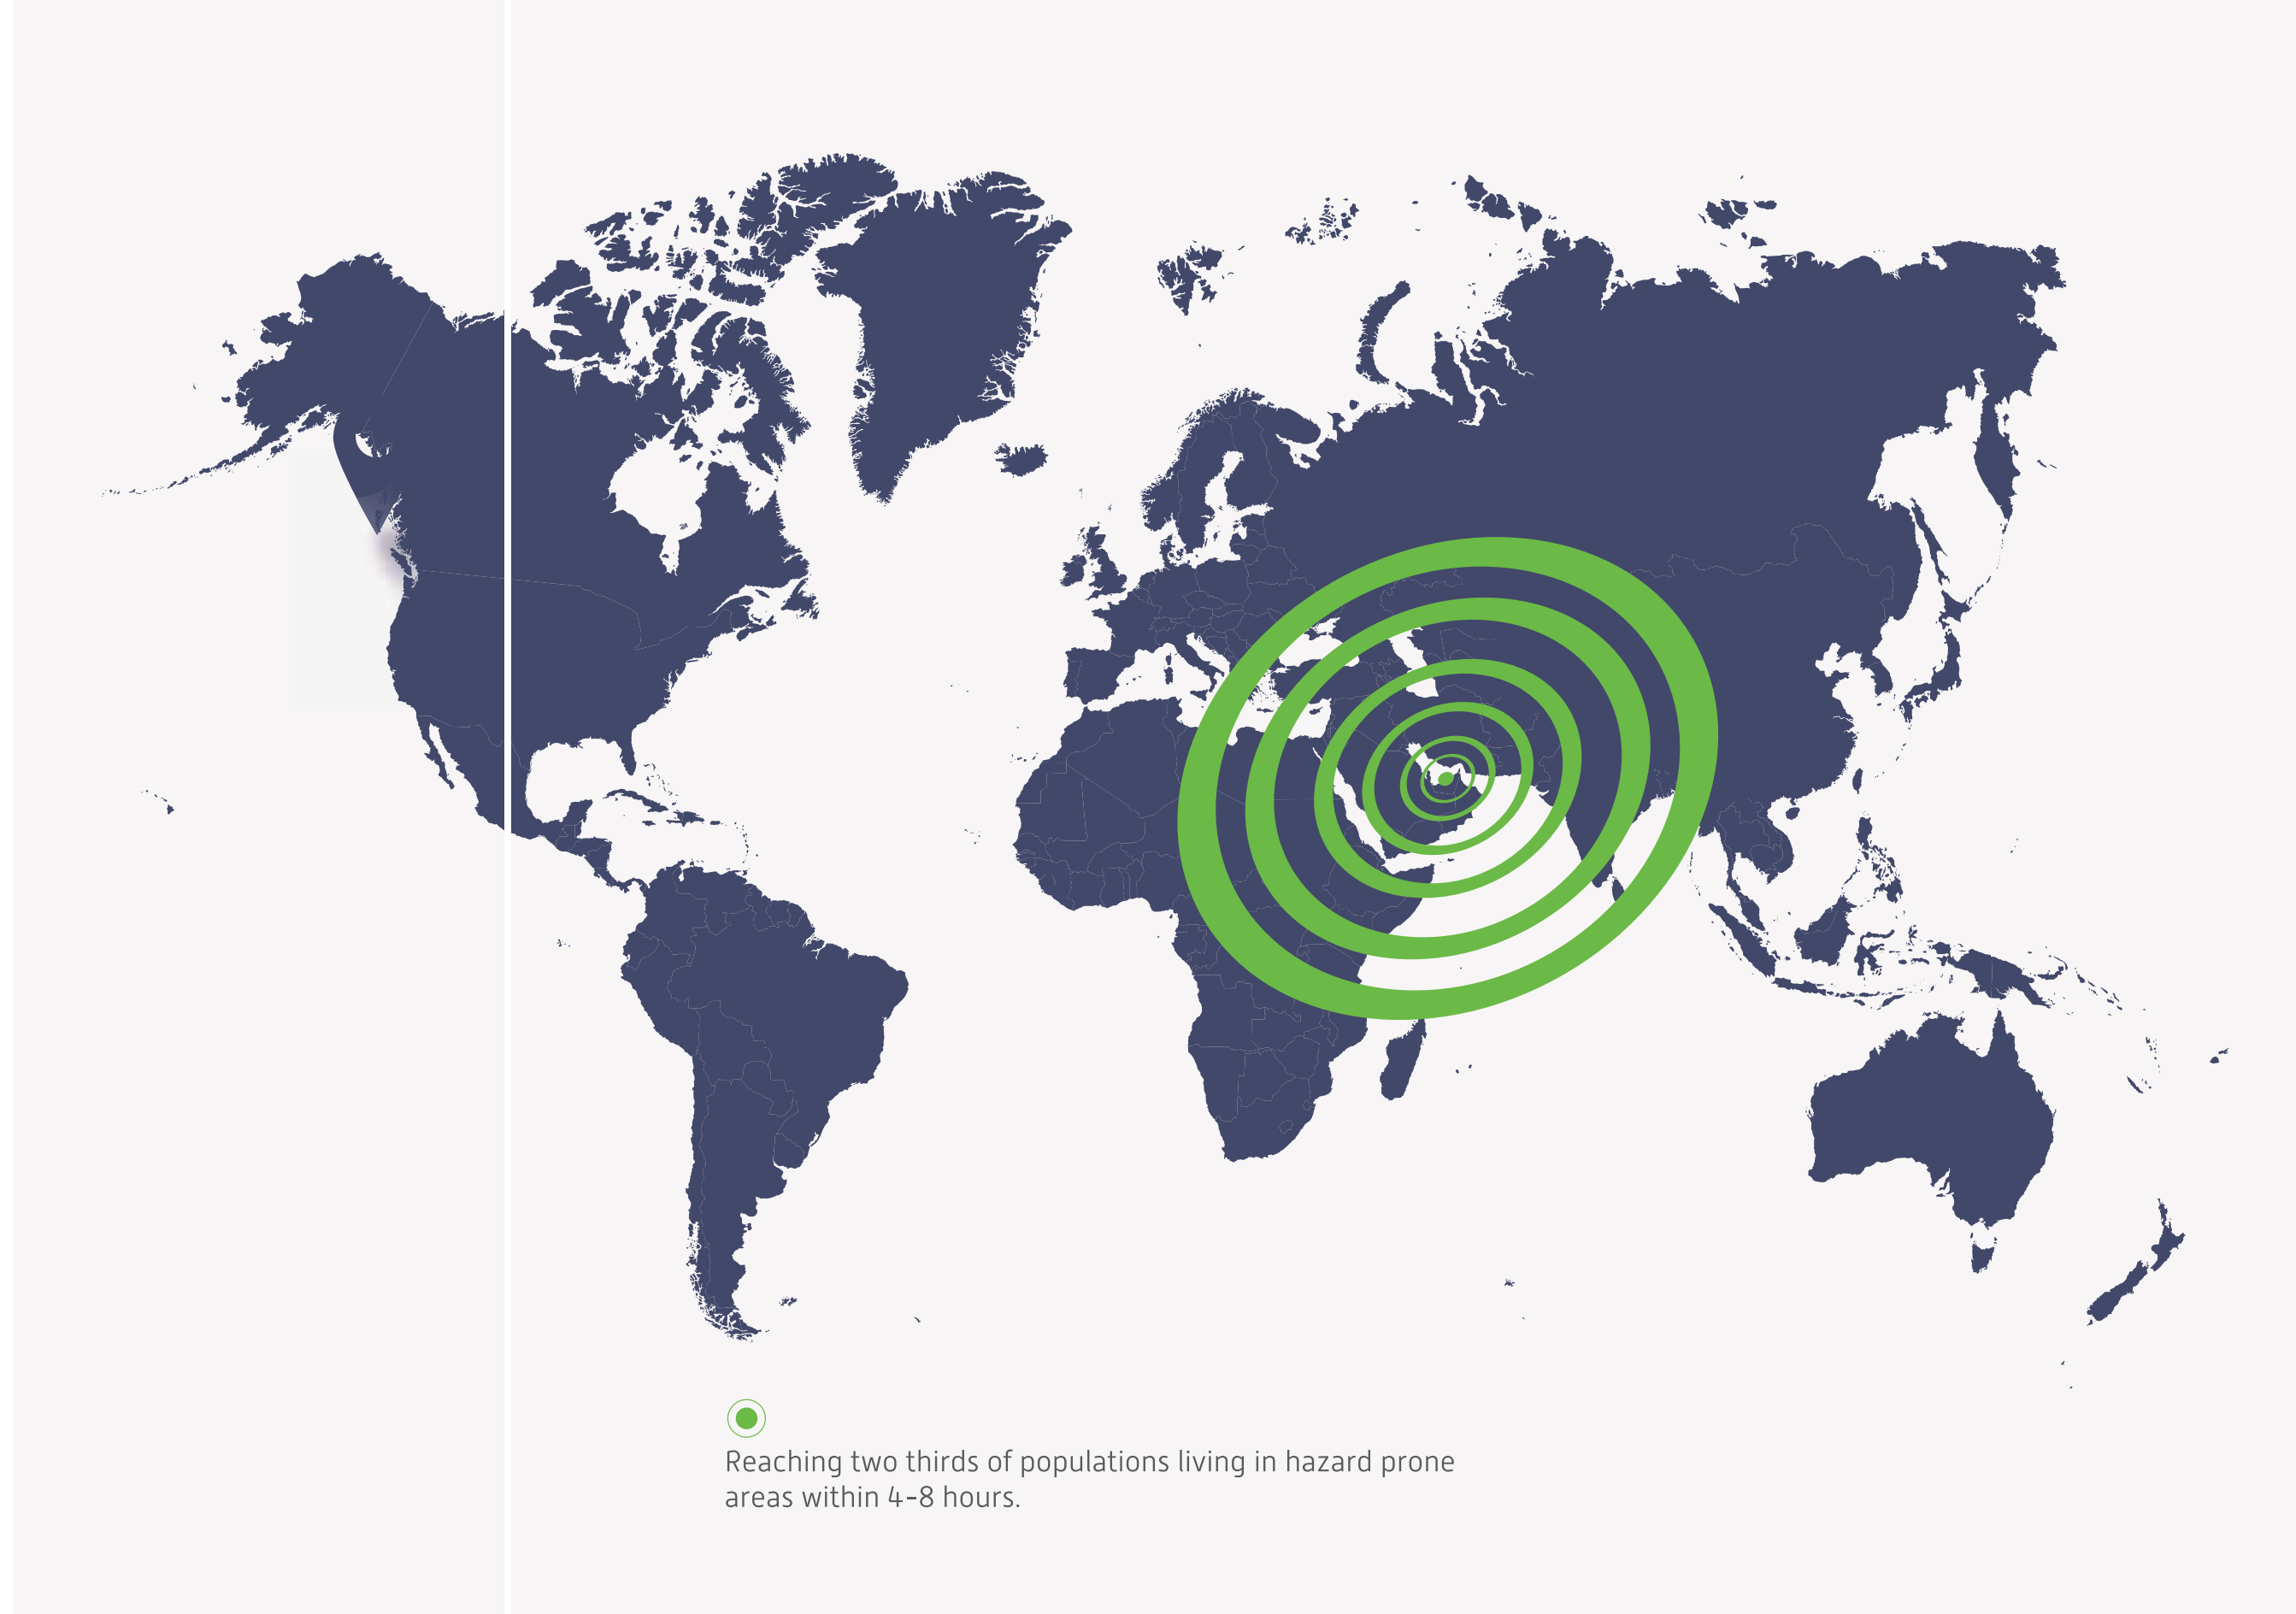 Reaching two thirds of populations living in hazard prone
areas within 4-8 hours.